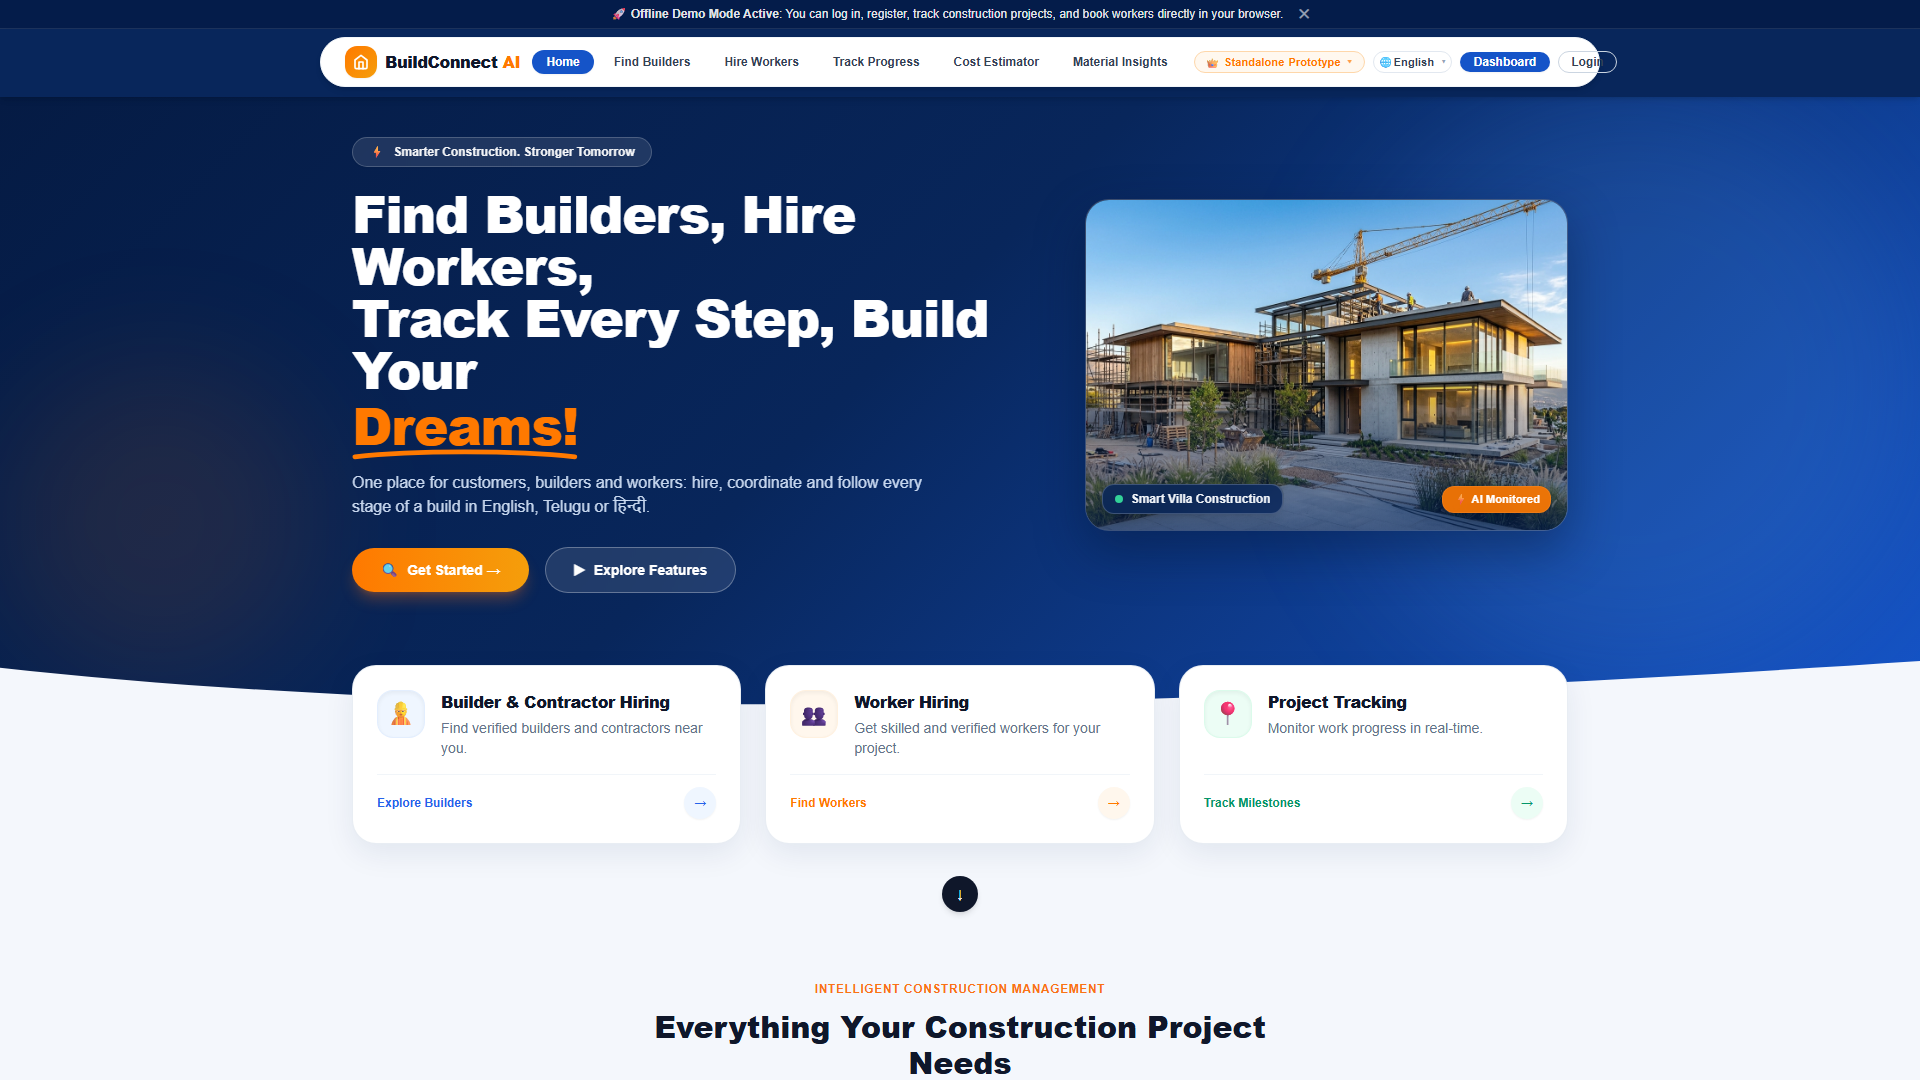 🚀 Offline Demo Mode Active: You can log in, register, track construction projects, and book workers directly in your browser. ✕
BuildConnect AI
Home
Find Builders
Hire Workers
Track Progress
Cost Estimator
Material Insights
Standalone Prototype
English
Dashboard
Login
Smarter Construction. Stronger Tomorrow
Find Builders, Hire
Workers,
Track Every Step, Build
Your
Dreams!
One place for customers, builders and workers: hire, coordinate and follow every
stage of a build in English, Telugu or हिन्दी.
Get Started →
▶ Explore Features
Smart Villa Construction
AI Monitored
Builder & Contractor Hiring
Find verified builders and contractors near
you.
Explore Builders →
Worker Hiring
Get skilled and verified workers for your
project.
Find Workers →
Project Tracking
Monitor work progress in real-time.
Track Milestones →
↓
INTELLIGENT CONSTRUCTION MANAGEMENT
Everything Your Construction Project
Needs